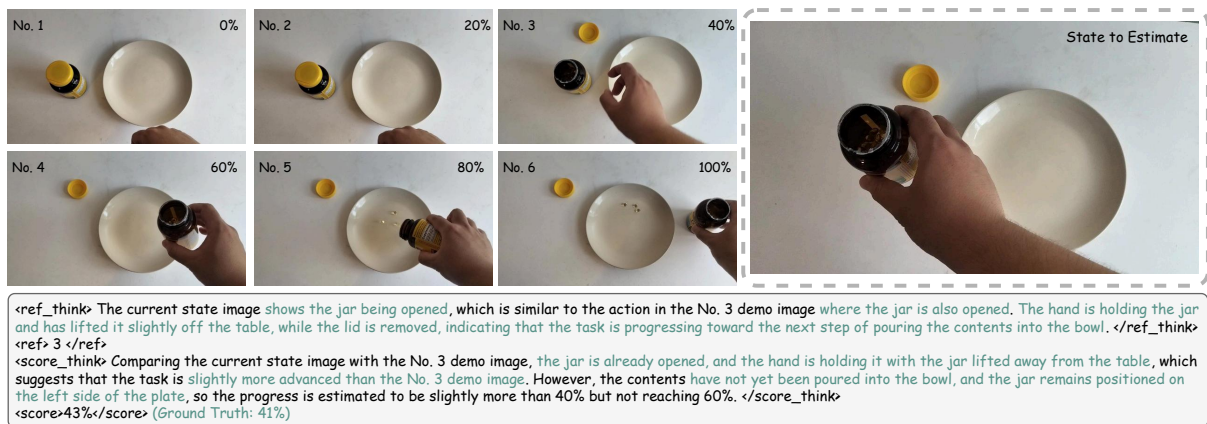 No. 1 0%
No. 2 20%
No. 3 40%
State to Estimate
No. 4 60%
No. 5 80%
No. 6 100%
<ref_think> The current state image shows the jar being opened, which is similar to the action in the No. 3 demo image where the jar is also opened. The hand is holding the jar
and has lifted it slightly off the table, while the lid is removed, indicating that the task is progressing toward the next step of pouring the contents into the bowl. </ref_think>
<ref> 3 </ref>
<score_think> Comparing the current state image with the No. 3 demo image, the jar is already opened, and the hand is holding it with the jar lifted away from the table, which
suggests that the task is slightly more advanced than the No. 3 demo image. However, the contents have not yet been poured into the bowl, and the jar remains positioned on
the left side of the plate, so the progress is estimated to be slightly more than 40% but not reaching 60%. </score_think>
<score>43%</score> (Ground Truth: 41%)